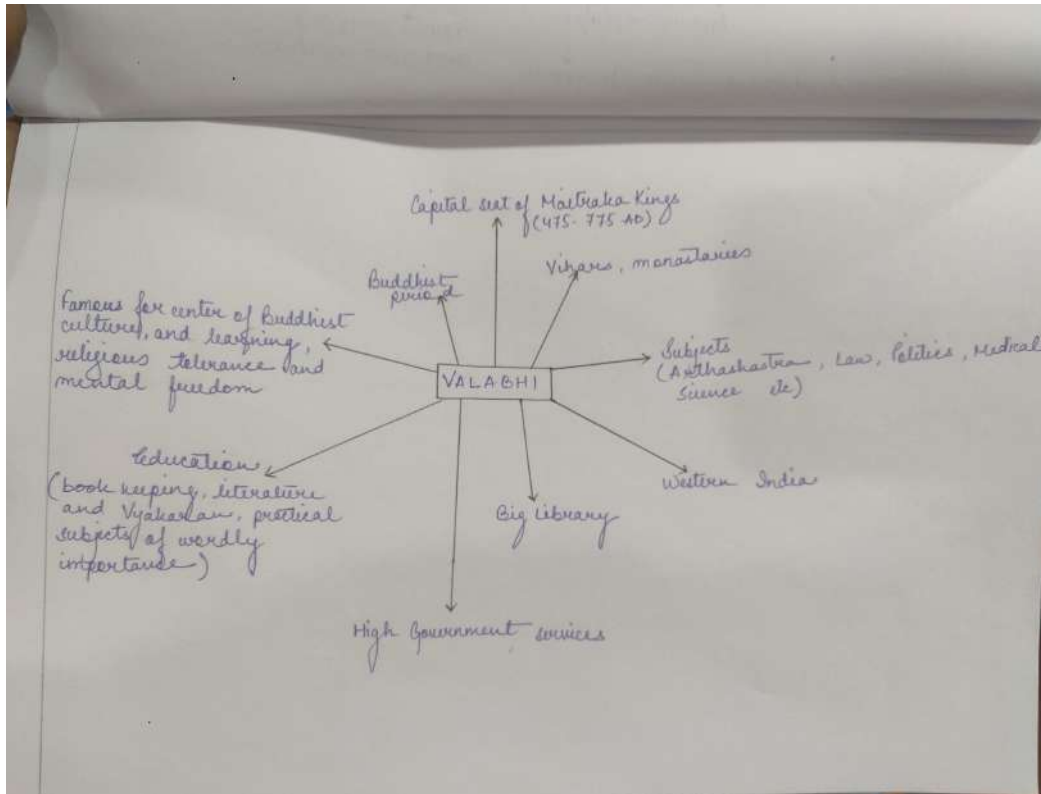 Capital seat of Maitraka Kings
(475-775 AD)
Vihars, monastaries
Buddhist
period
Famous for center of Buddhist
culture, and learning,
religious tolerance and
mental freedom
Subjects
(Arthashastra, Law, Politics, Medical
Science etc)
VALABHI
Education
(book keeping, literature
and Vyakaran, practical
subjects of wordly
importance)
Western India
Big Library
High Government services